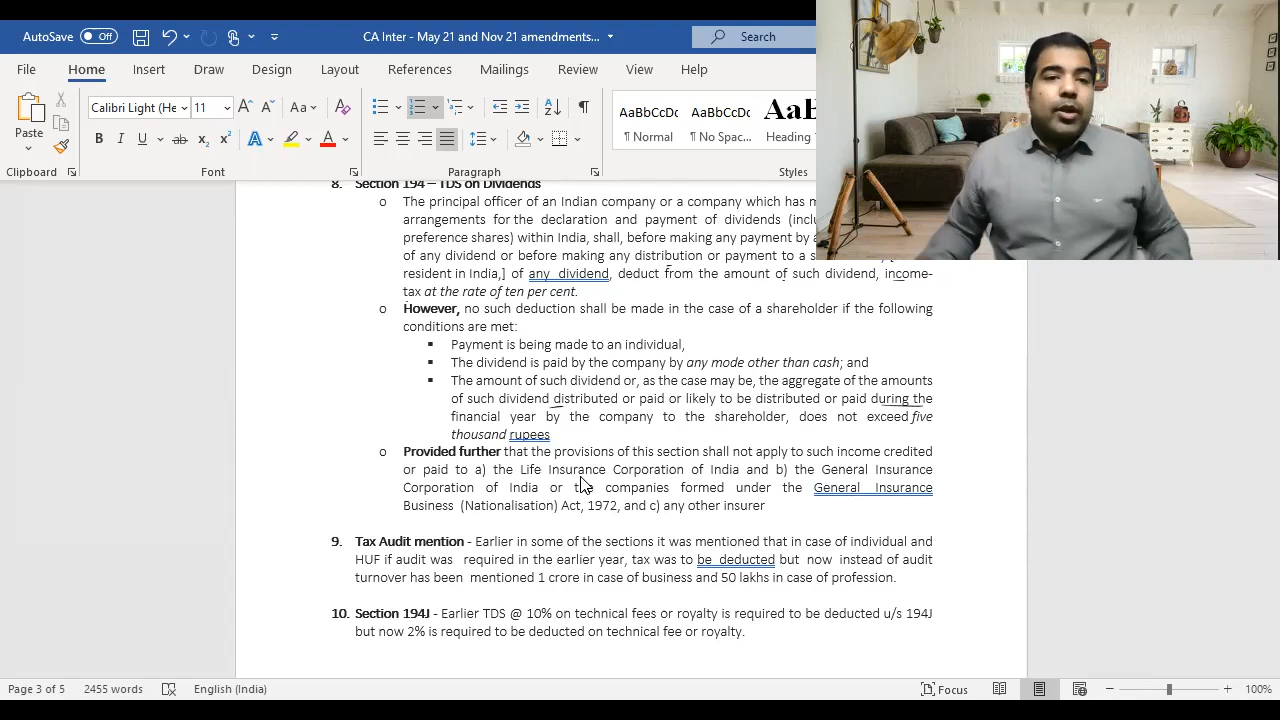 AutoSave Off
CA Inter - May 21 and Nov 21 amendments...
Search
File Home Insert Draw Design Layout References Mailings Review View Help
Paste
Calibri Light (He 11
AaBbCcDc AaBbCcDc AaB
¶ Normal ¶ No Spac... Heading
Clipboard Font Paragraph Styles
8. Section 194 – TDS on Dividends
o The principal officer of an Indian company or a company which has m
arrangements for the declaration and payment of dividends (inclu
preference shares) within India, shall, before making any payment by a
of any dividend or before making any distribution or payment to a s
resident in India,] of any dividend, deduct from the amount of such dividend, income-
tax at the rate of ten per cent.
o However, no such deduction shall be made in the case of a shareholder if the following
conditions are met:
▪ Payment is being made to an individual,
▪ The dividend is paid by the company by any mode other than cash; and
▪ The amount of such dividend or, as the case may be, the aggregate of the amounts
of such dividend distributed or paid or likely to be distributed or paid during the
financial year by the company to the shareholder, does not exceed five
thousand rupees
o Provided further that the provisions of this section shall not apply to such income credited
or paid to a) the Life Insurance Corporation of India and b) the General Insurance
Corporation of India or the companies formed under the General Insurance
Business (Nationalisation) Act, 1972, and c) any other insurer
9. Tax Audit mention - Earlier in some of the sections it was mentioned that in case of individual and
HUF if audit was required in the earlier year, tax was to be deducted but now instead of audit
turnover has been mentioned 1 crore in case of business and 50 lakhs in case of profession.
10. Section 194J - Earlier TDS @ 10% on technical fees or royalty is required to be deducted u/s 194J
but now 2% is required to be deducted on technical fee or royalty.
Page 3 of 5 2455 words English (India) Focus 100%